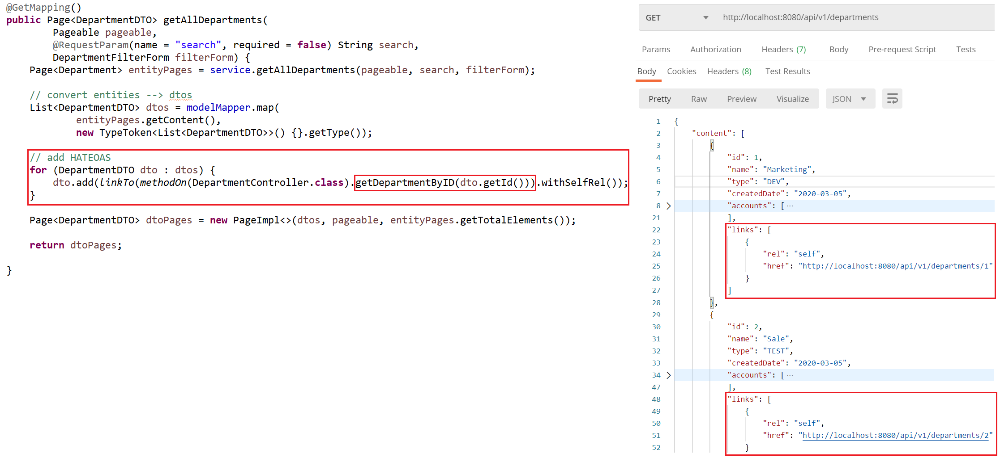 @GetMapping()
public Page<DepartmentDTO> getAllDepartments(
        Pageable pageable,
        @RequestParam(name = "search", required = false) String search,
        DepartmentFilterForm filterForm) {
    Page<Department> entityPages = service.getAllDepartments(pageable, search, filterForm);
    // convert entities --> dtos
    List<DepartmentDTO> dtos = modelMapper.map(
            entityPages.getContent(),
            new TypeToken<List<DepartmentDTO>>() {}.getType());
    // add HATEOAS
    for (DepartmentDTO dto : dtos) {
        dto.add(linkTo(methodOn(DepartmentController.class).getDepartmentByID(dto.getId())).withSelfRel());
    }
    Page<DepartmentDTO> dtoPages = new PageImpl<>(dtos, pageable, entityPages.getTotalElements());
    return dtoPages;
}
GET http://localhost:8080/api/v1/departments
Params Authorization Headers (7) Body Pre-request Script Tests
Body Cookies Headers (8) Test Results
Pretty Raw Preview Visualize JSON
1 {
2     "content": [
3         {
4             "id": 1,
5             "name": "Marketing",
6             "type": "DEV",
7             "createdDate": "2020-03-05",
8             "accounts": [ ···
21             ],
22             "links": [
23                 {
24                     "rel": "self",
25                     "href": "http://localhost:8080/api/v1/departments/1"
26                 }
27             ]
28         },
29         {
30             "id": 2,
31             "name": "Sale",
32             "type": "TEST",
33             "createdDate": "2020-03-05",
34             "accounts": [ ···
47             ],
48             "links": [
49                 {
50                     "rel": "self",
51                     "href": "http://localhost:8080/api/v1/departments/2"
52                 }